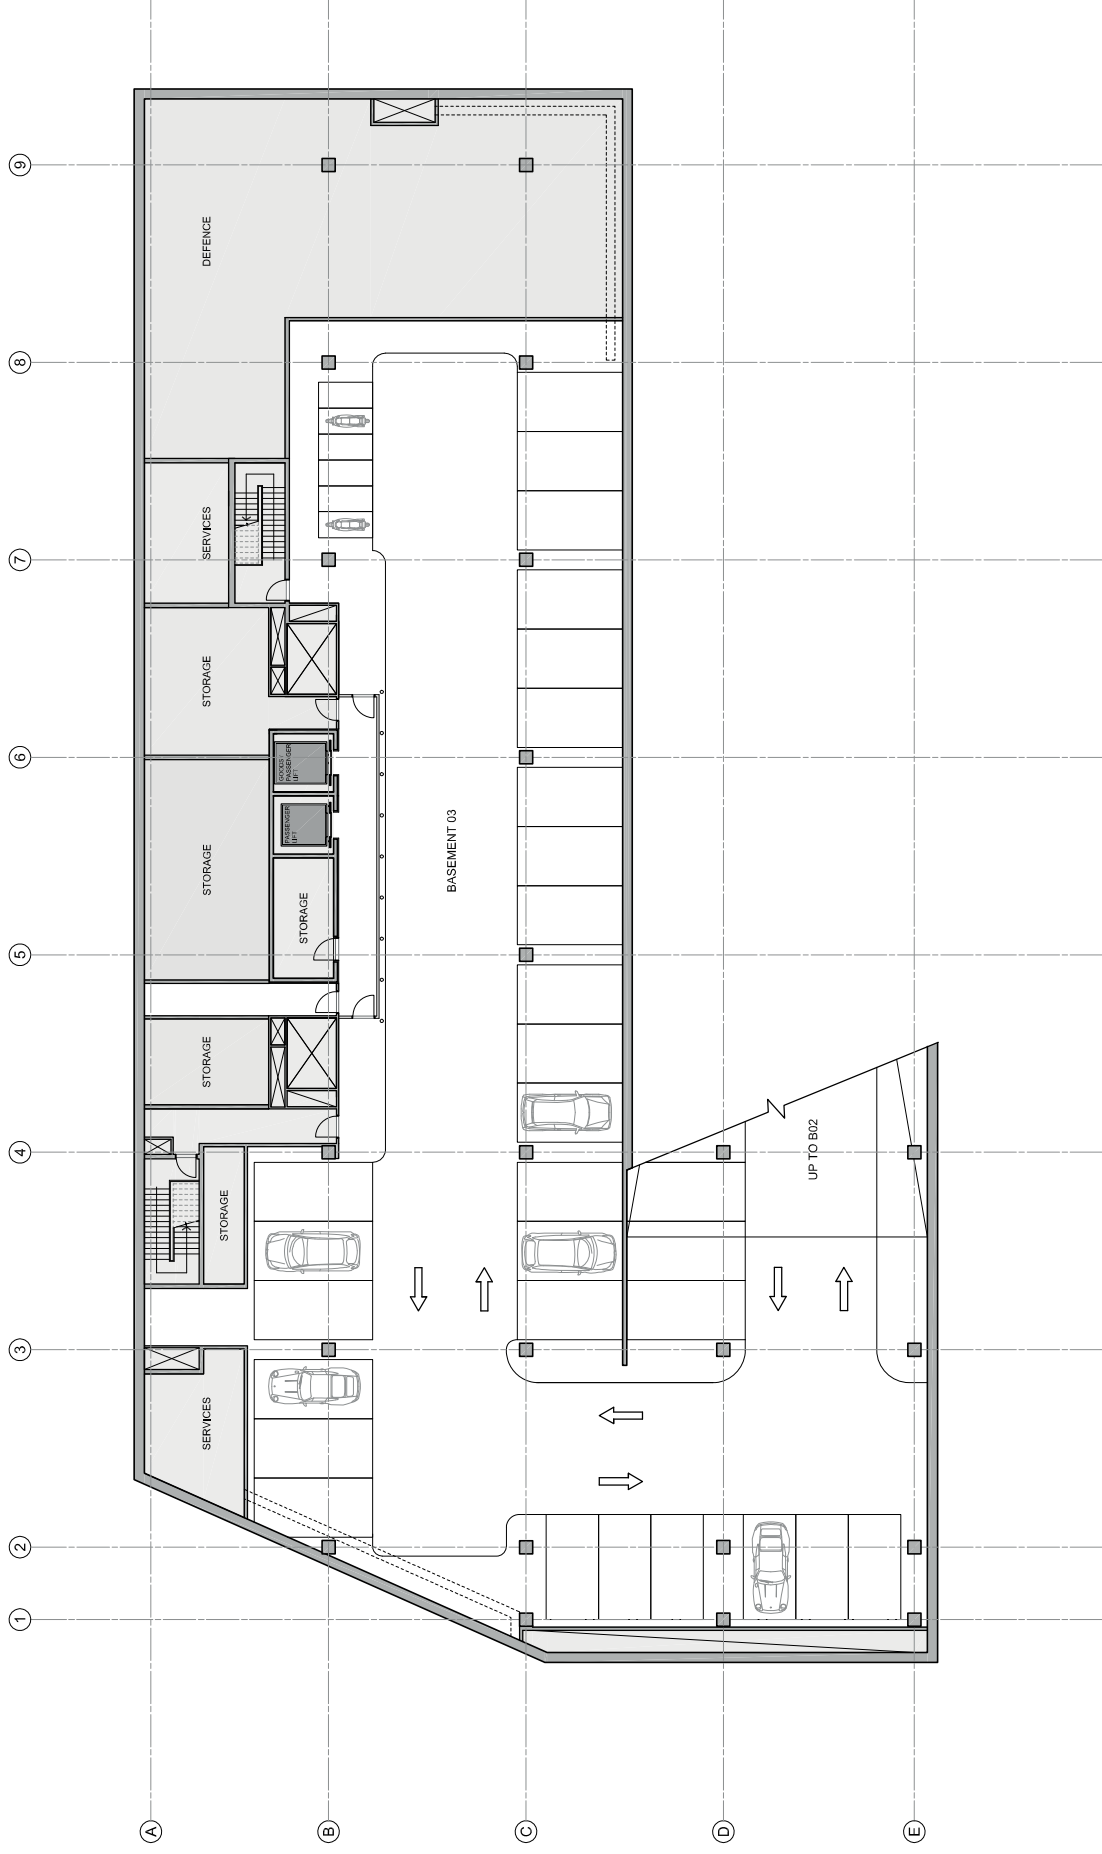 9
DEFENCE
8
SERVICES
7
STORAGE
6
GOODS /
PASSENGER
LIFT
PASSENGER
LIFT
BASEMENT 03
STORAGE
STORAGE
5
STORAGE
4
UP TO B02
STORAGE
3
SERVICES
2
1
A
B
C
D
E